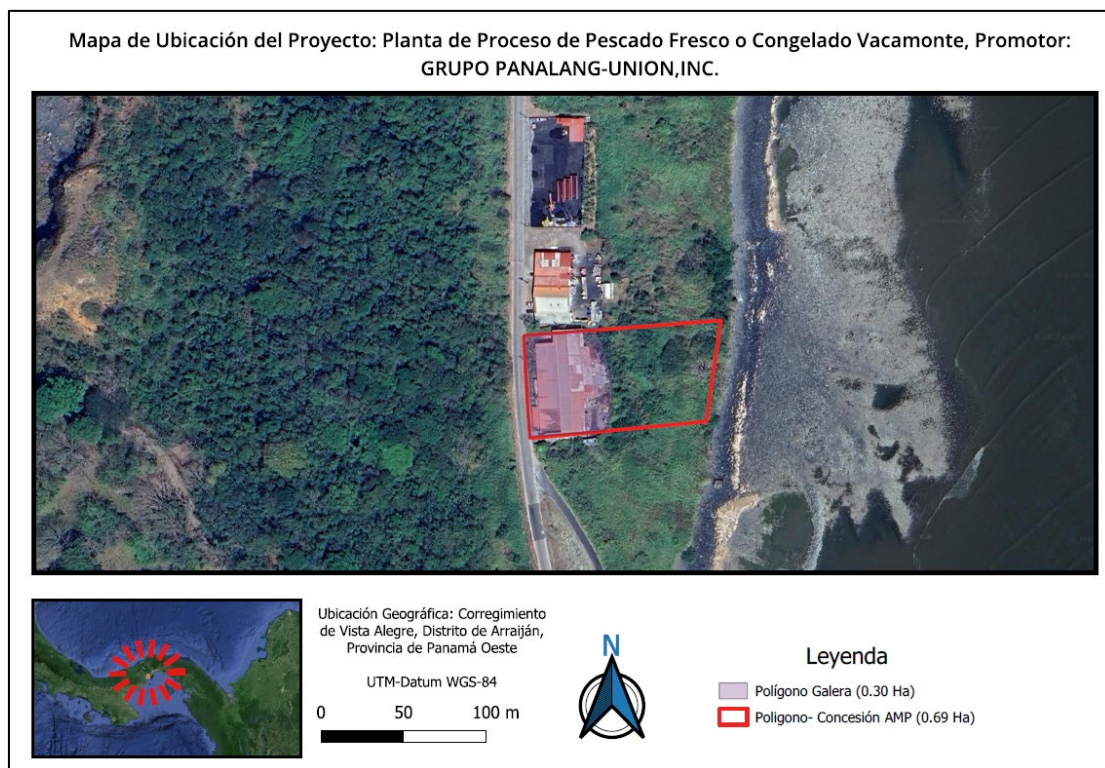 Mapa de Ubicación del Proyecto: Planta de Proceso de Pescado Fresco o Congelado Vacamonte, Promotor:
GRUPO PANALANG-UNION,INC.
Ubicación Geográfica: Corregimiento
de Vista Alegre, Distrito de Arraiján,
Provincia de Panamá Oeste
UTM-Datum WGS-84
0 50 100 m
N
Leyenda
Polígono Galera (0.30 Ha)
Poligono- Concesión AMP (0.69 Ha)